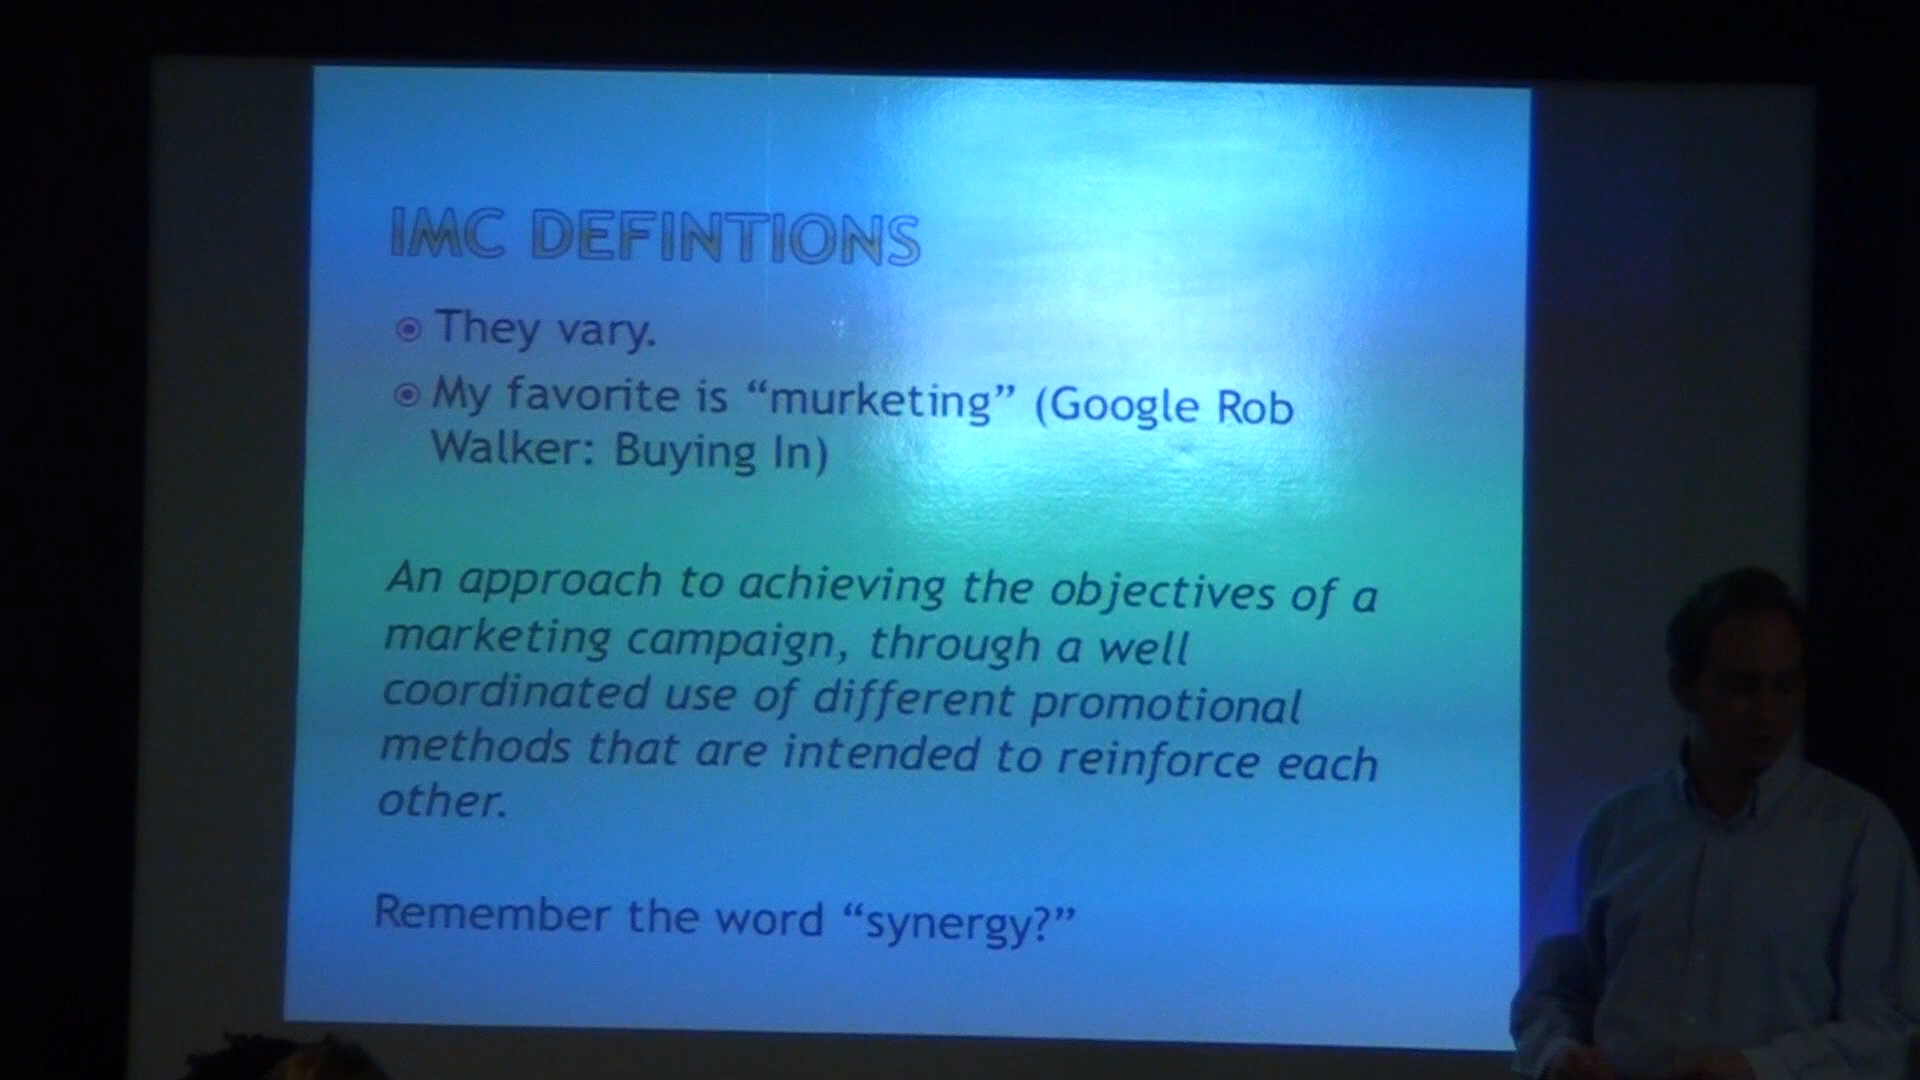 IMC DEFINTIONS
They vary.
My favorite is “murketing” (Google Rob
Walker: Buying In)
An approach to achieving the objectives of a
marketing campaign, through a well
coordinated use of different promotional
methods that are intended to reinforce each
other.
Remember the word “synergy?”